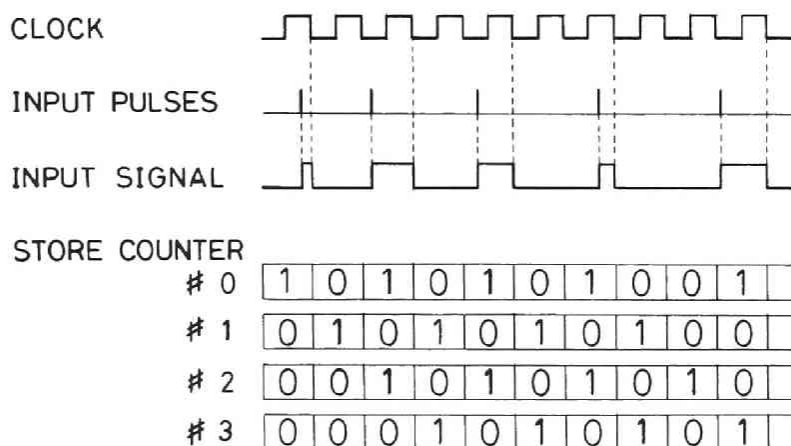 CLOCK
INPUT PULSES
INPUT SIGNAL
STORE COUNTER
# 0 1 0 1 0 1 0 1 0 0 1
# 1 0 1 0 1 0 1 0 1 0 0
# 2 0 0 1 0 1 0 1 0 1 0
# 3 0 0 0 1 0 1 0 1 0 1